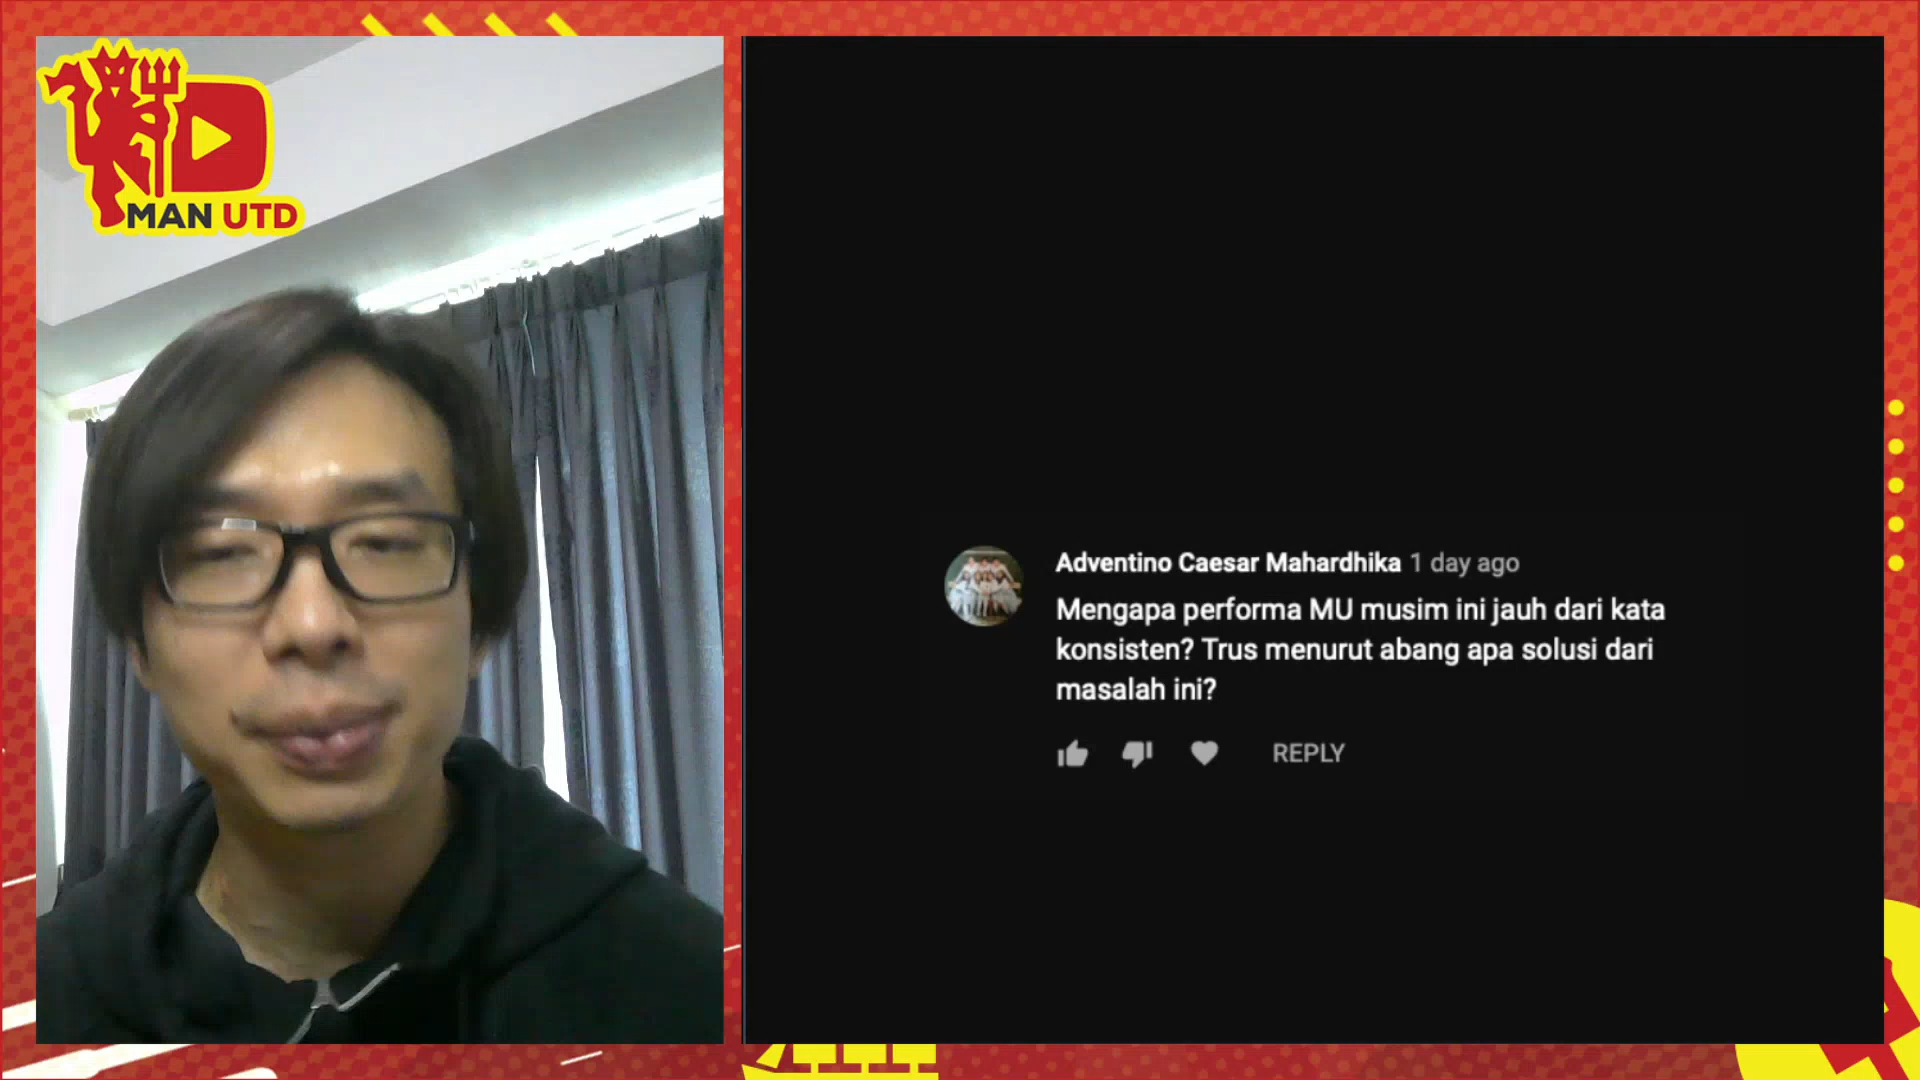 MAN UTD
Adventino Caesar Mahardhika 1 day ago
Mengapa performa MU musim ini jauh dari kata
konsisten? Trus menurut abang apa solusi dari
masalah ini?
REPLY